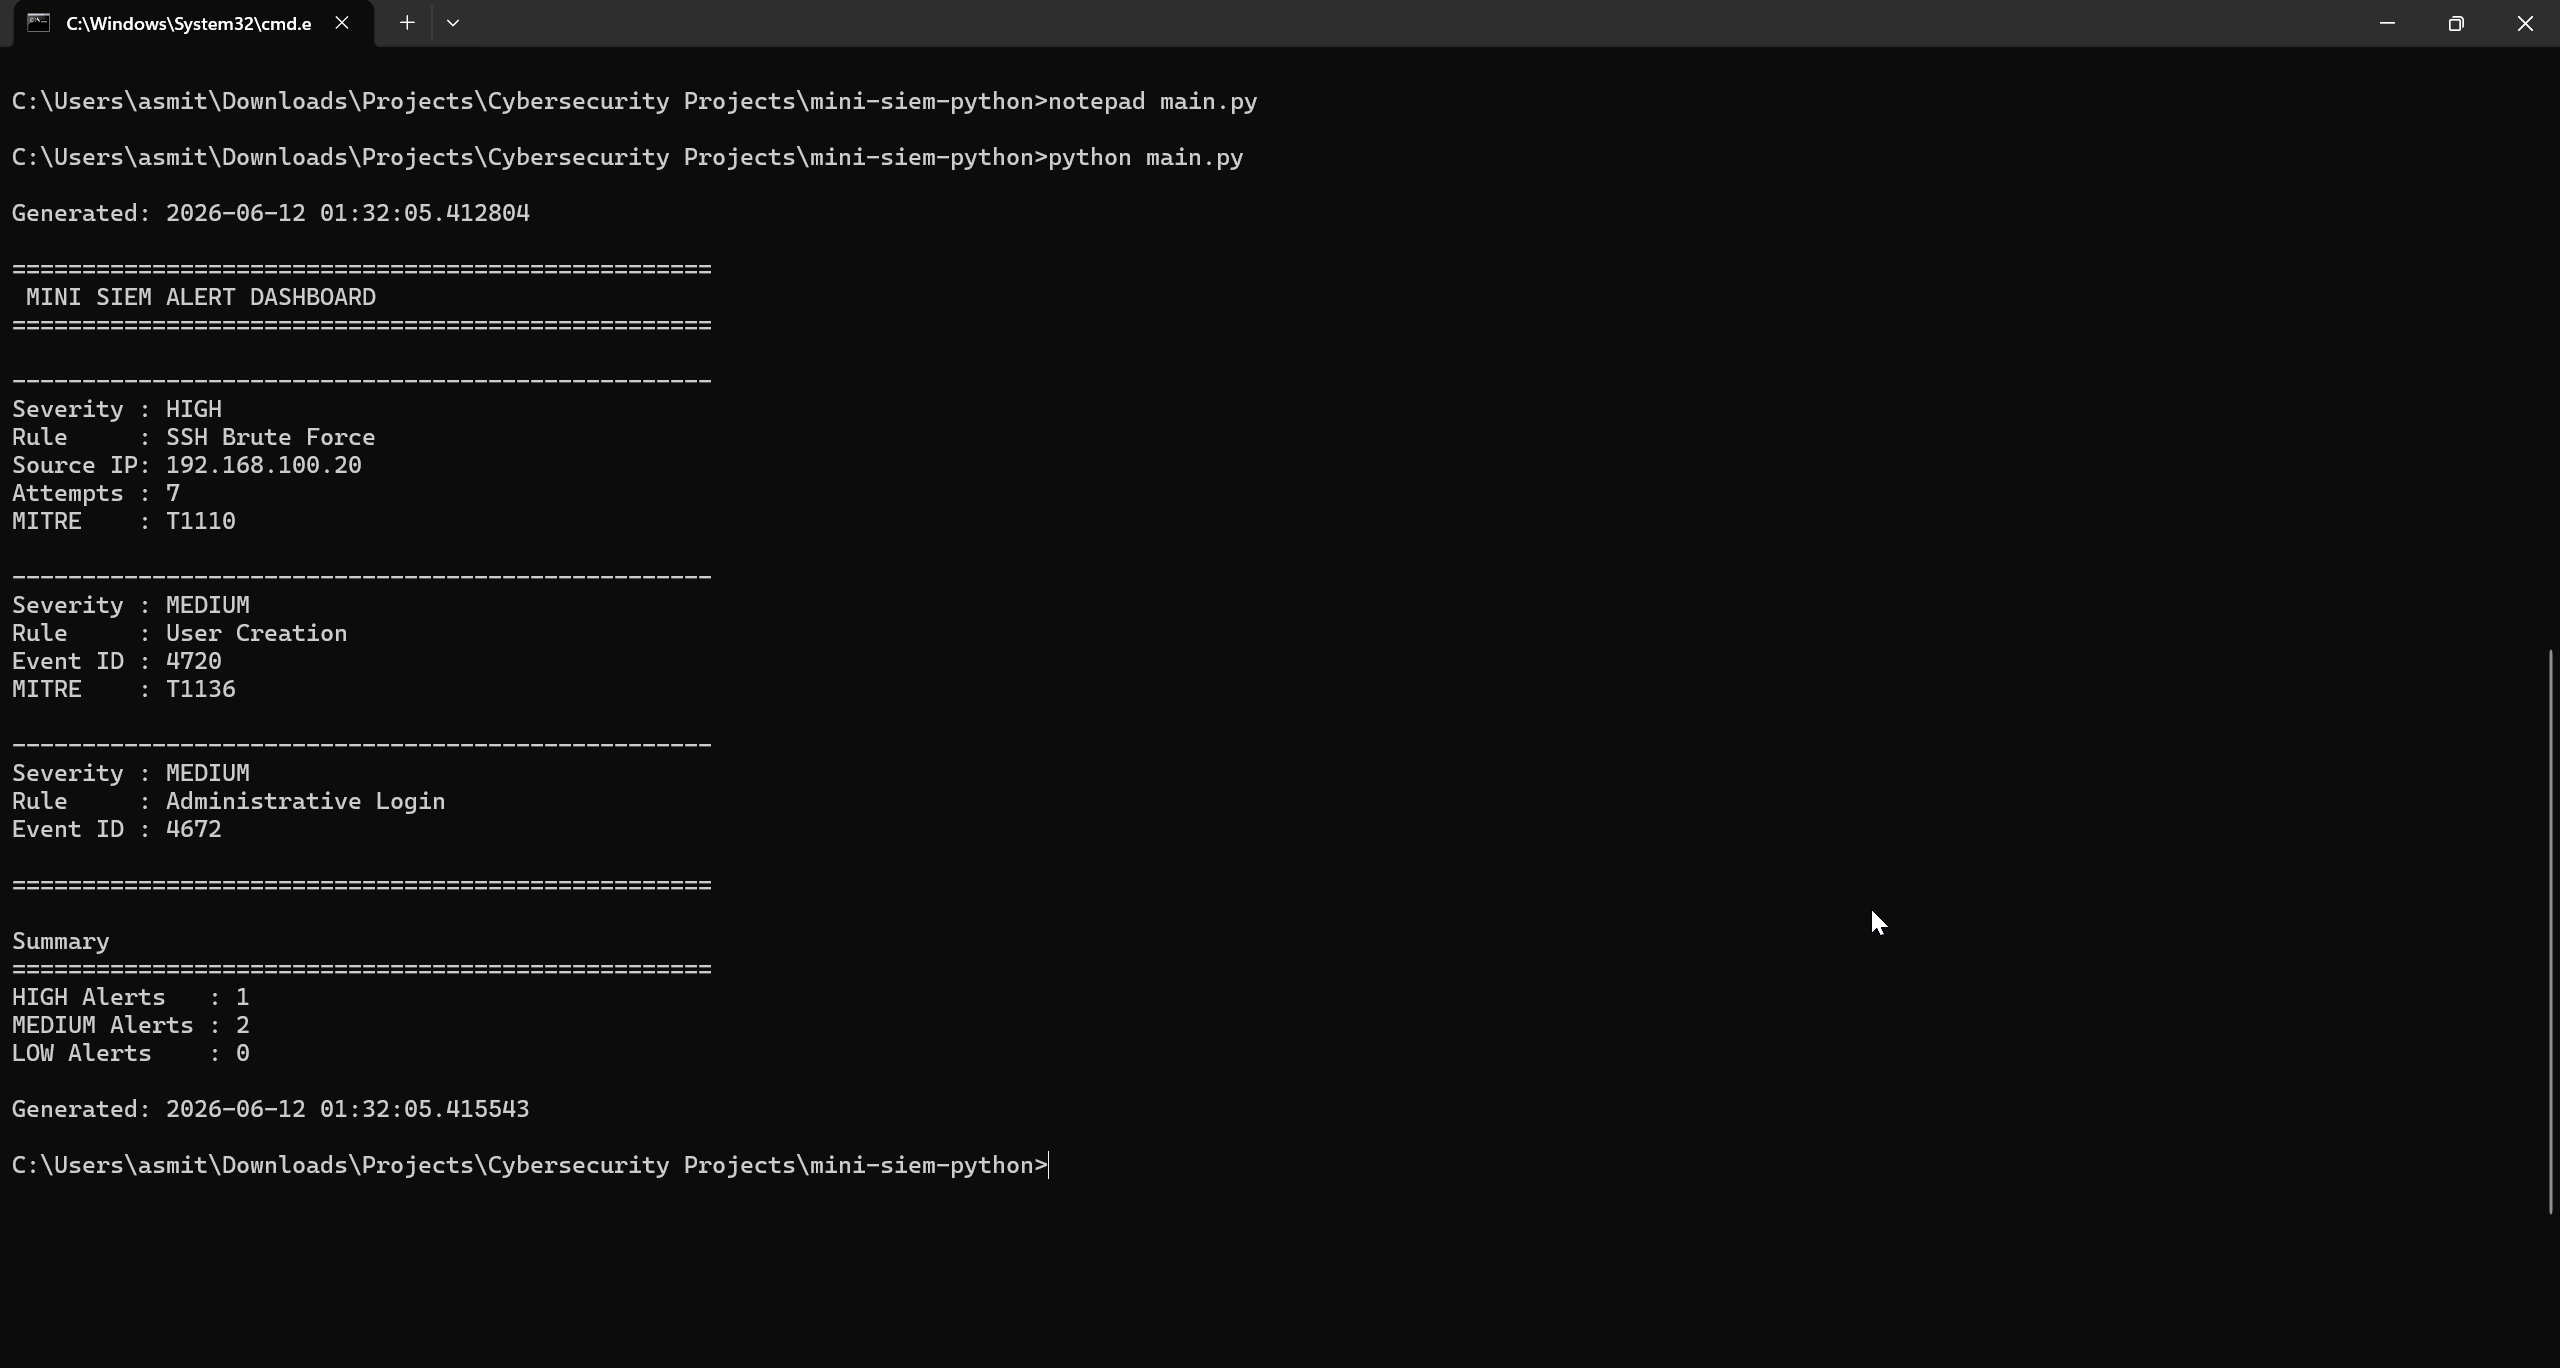 C:\Windows\System32\cmd.e
C:\Users\asmit\Downloads\Projects\Cybersecurity Projects\mini-siem-python>notepad main.py
C:\Users\asmit\Downloads\Projects\Cybersecurity Projects\mini-siem-python>python main.py
Generated: 2026-06-12 01:32:05.412804
==================================================
MINI SIEM ALERT DASHBOARD
==================================================
--------------------------------------------------
Severity : HIGH
Rule     : SSH Brute Force
Source IP: 192.168.100.20
Attempts : 7
MITRE    : T1110
--------------------------------------------------
Severity : MEDIUM
Rule     : User Creation
Event ID : 4720
MITRE    : T1136
--------------------------------------------------
Severity : MEDIUM
Rule     : Administrative Login
Event ID : 4672
==================================================
Summary
==================================================
HIGH Alerts   : 1
MEDIUM Alerts : 2
LOW Alerts    : 0
Generated: 2026-06-12 01:32:05.415543
C:\Users\asmit\Downloads\Projects\Cybersecurity Projects\mini-siem-python>